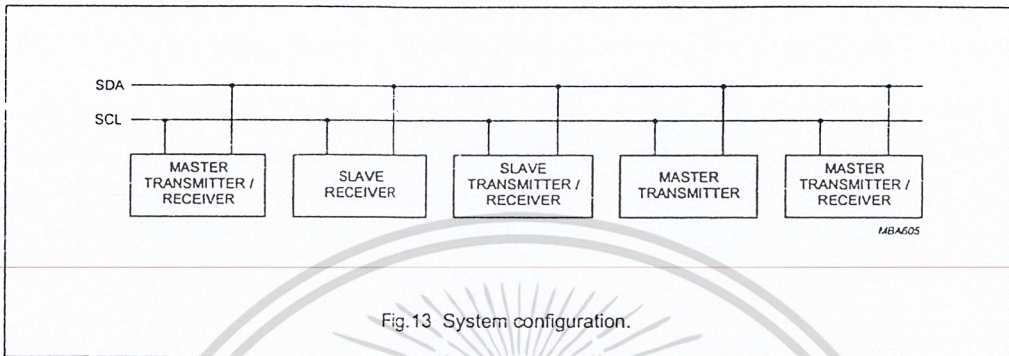 SDA
SCL
MASTER
TRANSMITTER /
RECEIVER
SLAVE
RECEIVER
SLAVE
TRANSMITTER /
RECEIVER
MASTER
TRANSMITTER
MASTER
TRANSMITTER /
RECEIVER
MBA605
Fig.13 System configuration.